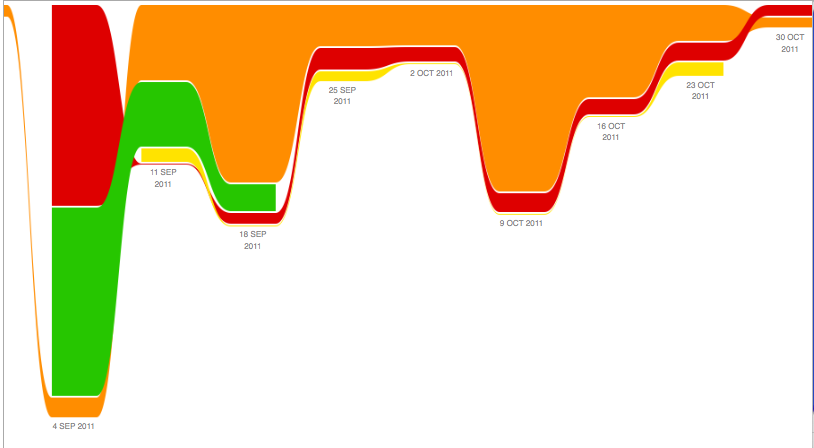 4 SEP 2011
11 SEP
2011
18 SEP
2011
25 SEP
2011
2 OCT 2011
9 OCT 2011
16 OCT
2011
23 OCT
2011
30 OCT
2011